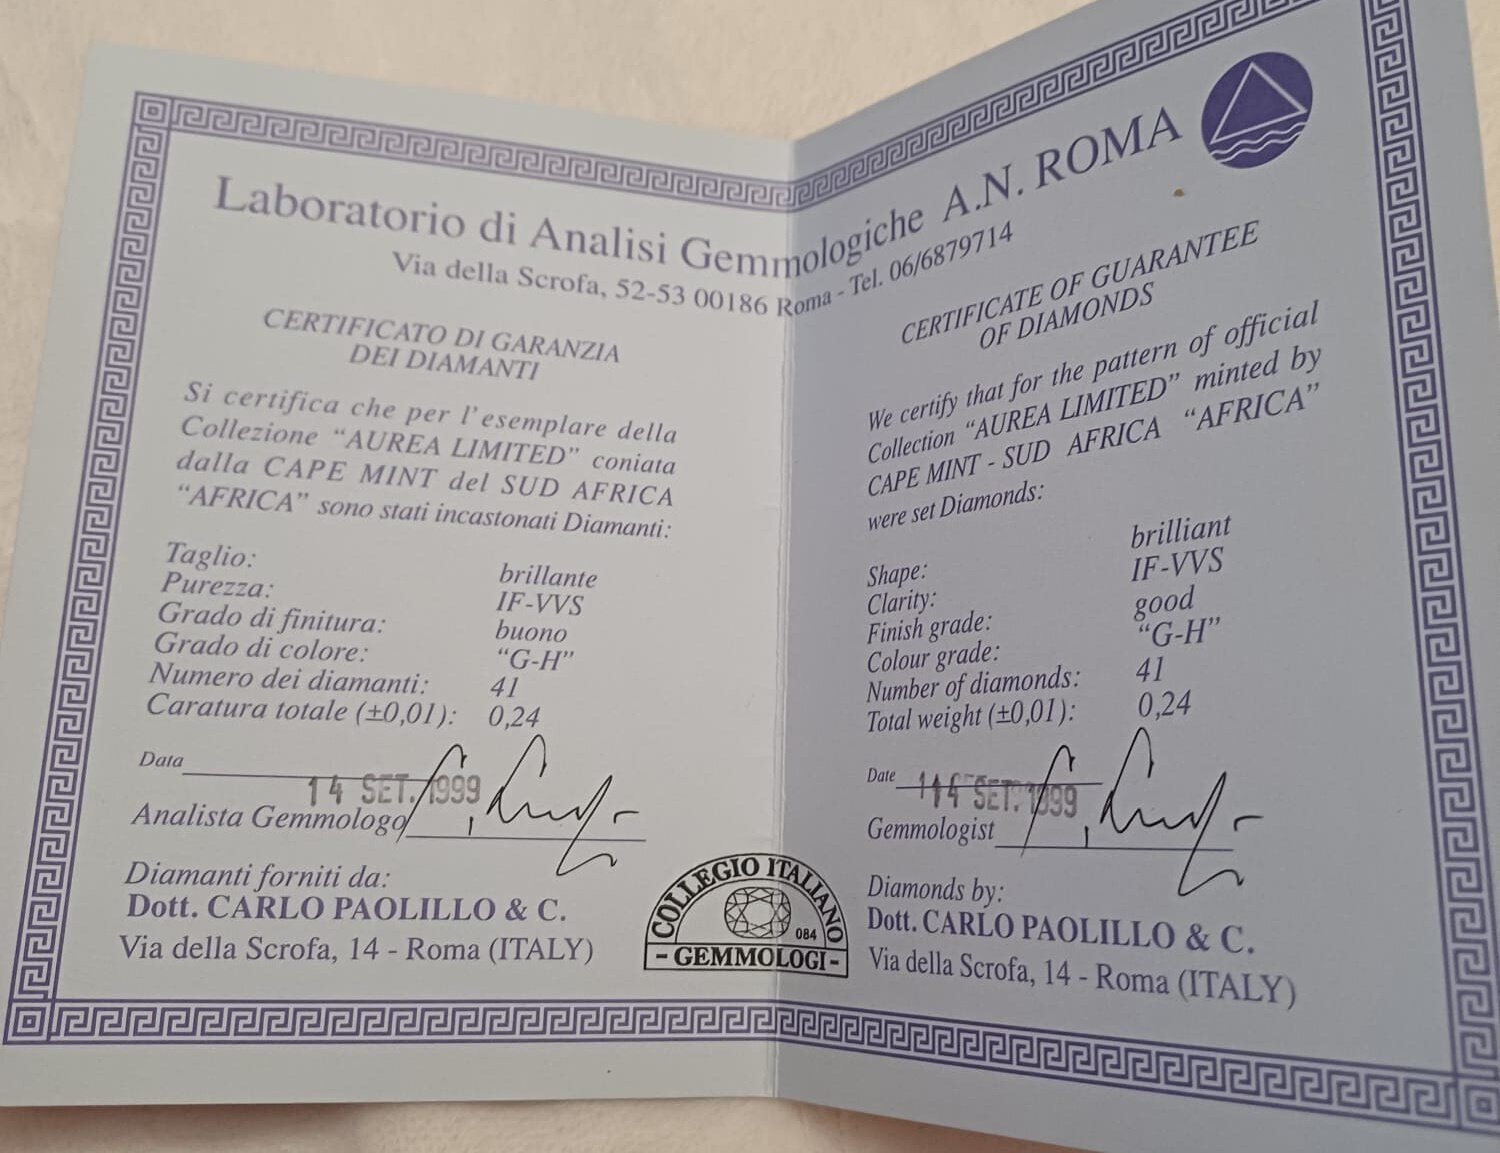 Laboratorio di Analisi Gemmologiche A.N. ROMA
Via della Scrofa, 52-53 00186 Roma - Tel. 06/6879714
CERTIFICATO DI GARANZIA
DEI DIAMANTI
Si certifica che per l'esemplare della
Collezione "AUREA LIMITED" coniata
dalla CAPE MINT del SUD AFRICA
"AFRICA" sono stati incastonati Diamanti:
Taglio: brillante
Purezza: IF-VVS
Grado di finitura: buono
Grado di colore: "G-H"
Numero dei diamanti: 41
Caratura totale (±0,01): 0,24
Data 14 SET. 1999
Analista Gemmologo
Diamanti forniti da:
Dott. CARLO PAOLILLO & C.
Via della Scrofa, 14 - Roma (ITALY)
COLLEGIO ITALIANO
084
- GEMMOLOGI -
CERTIFICATE OF GUARANTEE
OF DIAMONDS
We certify that for the pattern of official
Collection "AUREA LIMITED" minted by
CAPE MINT - SUD AFRICA "AFRICA"
were set Diamonds:
Shape: brilliant
Clarity: IF-VVS
Finish grade: good
Colour grade: "G-H"
Number of diamonds: 41
Total weight (±0,01): 0,24
Date 14 SET. 1999
Gemmologist
Diamonds by:
Dott. CARLO PAOLILLO & C.
Via della Scrofa, 14 - Roma (ITALY)